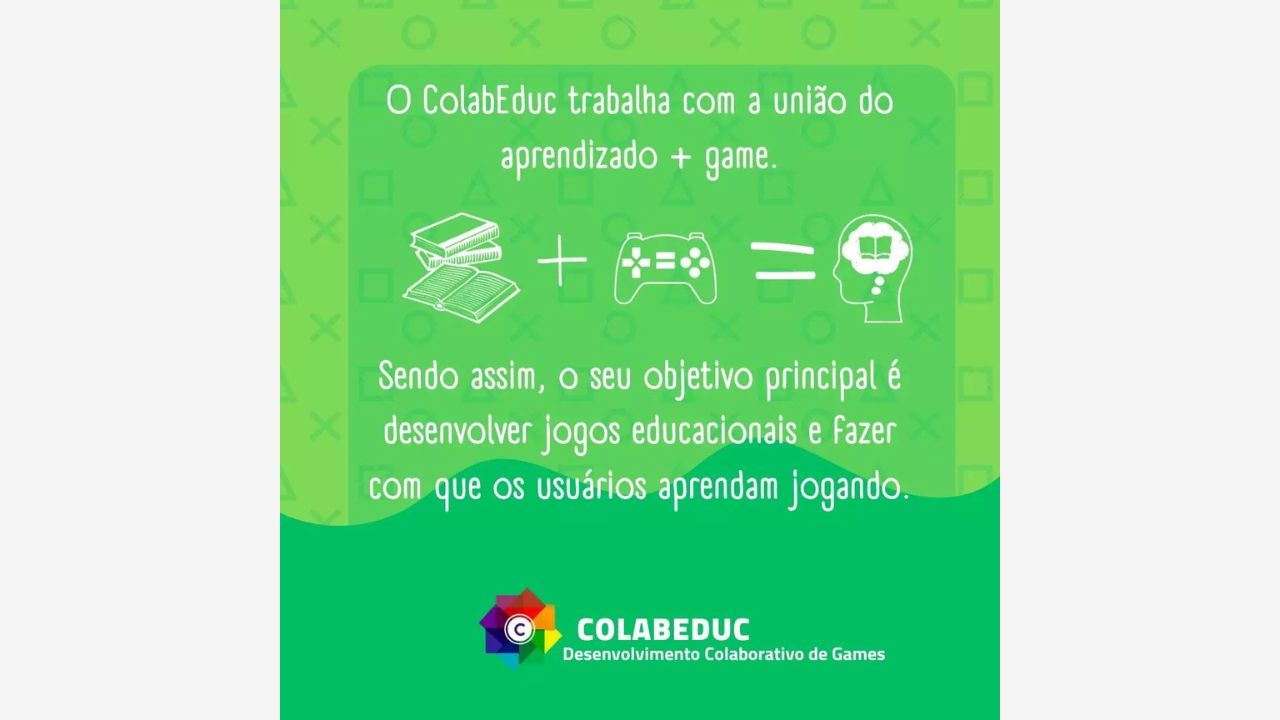 O ColabEduc trabalha com a união do
aprendizado + game.
Sendo assim, o seu objetivo principal é
desenvolver jogos educacionais e fazer
com que os usuários aprendam jogando.
C
COLABEDUC
Desenvolvimento Colaborativo de Games